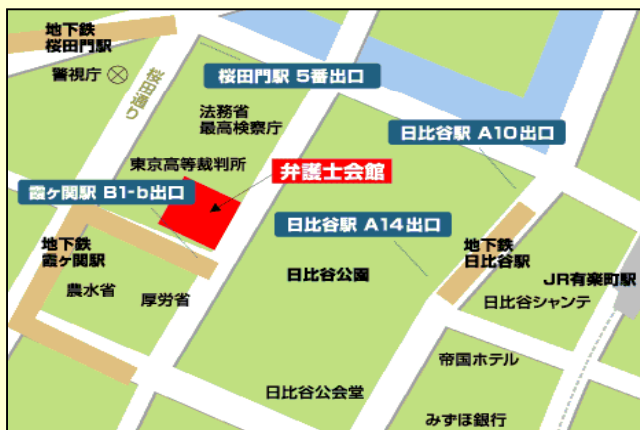 地下鉄
桜田門駅
警視庁
桜田通り
桜田門駅 5番出口
法務省
最高検察庁
日比谷駅 A10出口
東京高等裁判所
弁護士会館
霞ヶ関駅 B1-b出口
日比谷駅 A14出口
地下鉄
霞ヶ関駅
地下鉄
日比谷駅
日比谷公園
JR有楽町駅
農水省
厚労省
日比谷シャンテ
帝国ホテル
日比谷公会堂
みずほ銀行